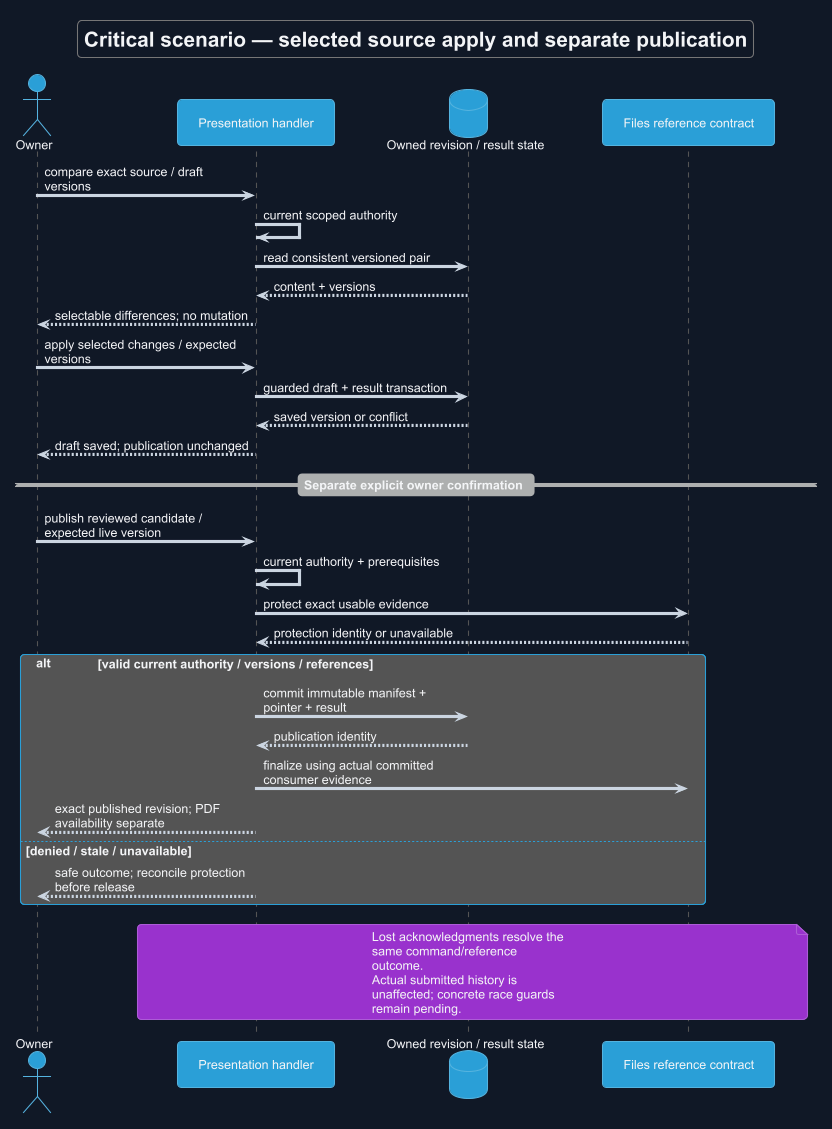 Critical scenario — selected source apply and separate publication
Owner
Presentation handler
Owned revision / result state
Files reference contract
compare exact source / draft
versions
current scoped authority
read consistent versioned pair
content + versions
selectable differences; no mutation
apply selected changes / expected
versions
guarded draft + result transaction
saved version or conflict
draft saved; publication unchanged
Separate explicit owner confirmation
publish reviewed candidate /
expected live version
current authority + prerequisites
protect exact usable evidence
protection identity or unavailable
alt [valid current authority / versions / references]
commit immutable manifest +
pointer + result
publication identity
finalize using actual committed
consumer evidence
exact published revision; PDF
availability separate
[denied / stale / unavailable]
safe outcome; reconcile protection
before release
Lost acknowledgments resolve the
same command/reference
outcome.
Actual submitted history is
unaffected; concrete race guards
remain pending.
Owner
Presentation handler
Owned revision / result state
Files reference contract